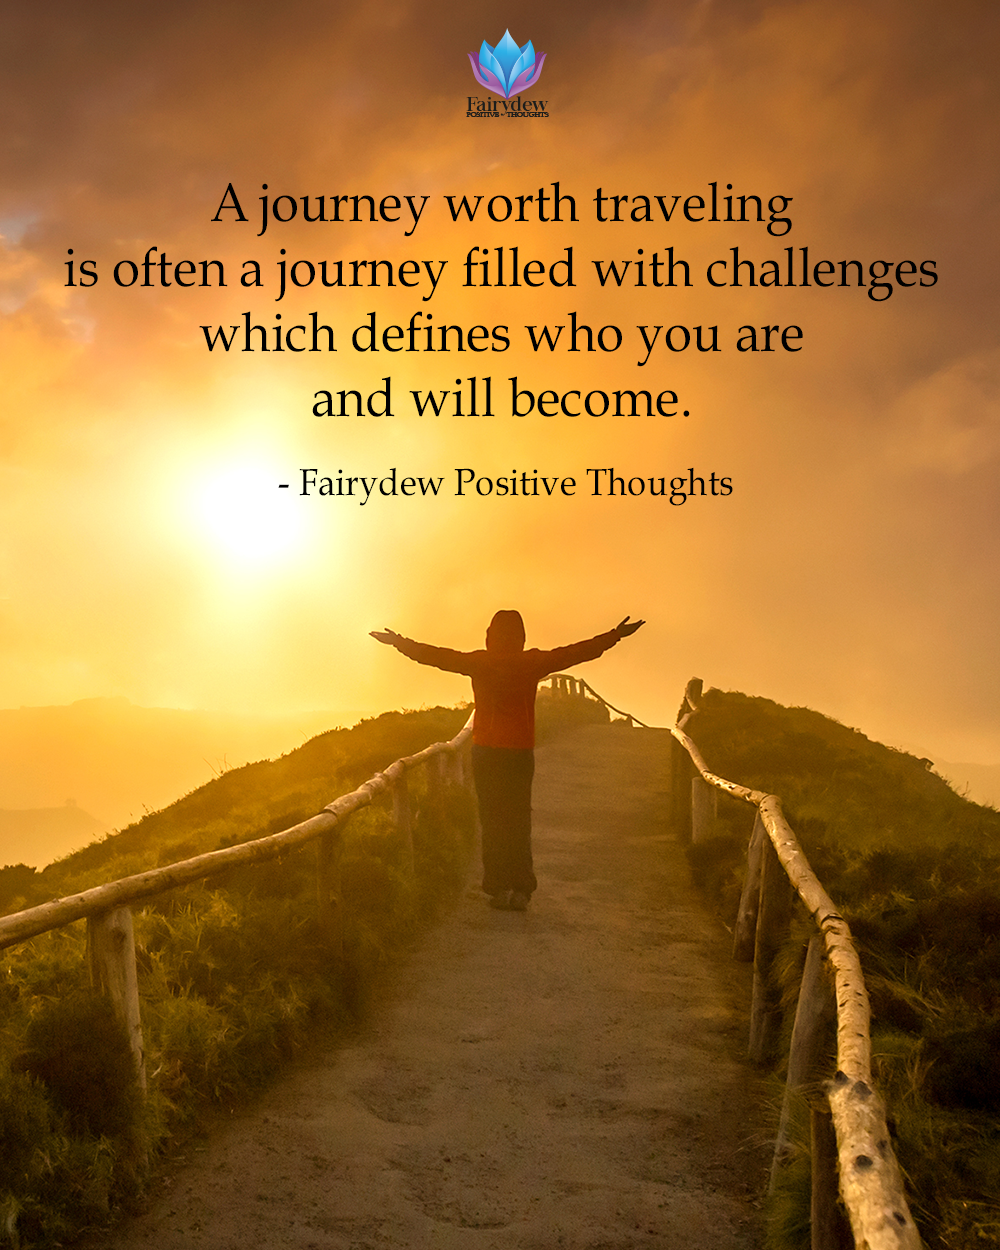 Fairydew
POSITIVE THOUGHTS
A journey worth traveling
is often a journey filled with challenges
which defines who you are
and will become.
- Fairydew Positive Thoughts